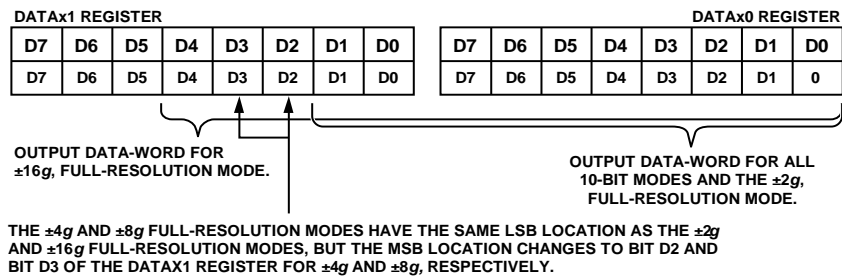 DATAx1 REGISTER DATAx0 REGISTER
D7 D6 D5 D4 D3 D2 D1 D0 D7 D6 D5 D4 D3 D2 D1 D0
D7 D6 D5 D4 D3 D2 D1 D0 D7 D6 D5 D4 D3 D2 D1 0
OUTPUT DATA-WORD FOR
±16g, FULL-RESOLUTION MODE.
OUTPUT DATA-WORD FOR ALL
10-BIT MODES AND THE ±2g,
FULL-RESOLUTION MODE.
THE ±4g AND ±8g FULL-RESOLUTION MODES HAVE THE SAME LSB LOCATION AS THE ±2g
AND ±16g FULL-RESOLUTION MODES, BUT THE MSB LOCATION CHANGES TO BIT D2 AND
BIT D3 OF THE DATAX1 REGISTER FOR ±4g AND ±8g, RESPECTIVELY.